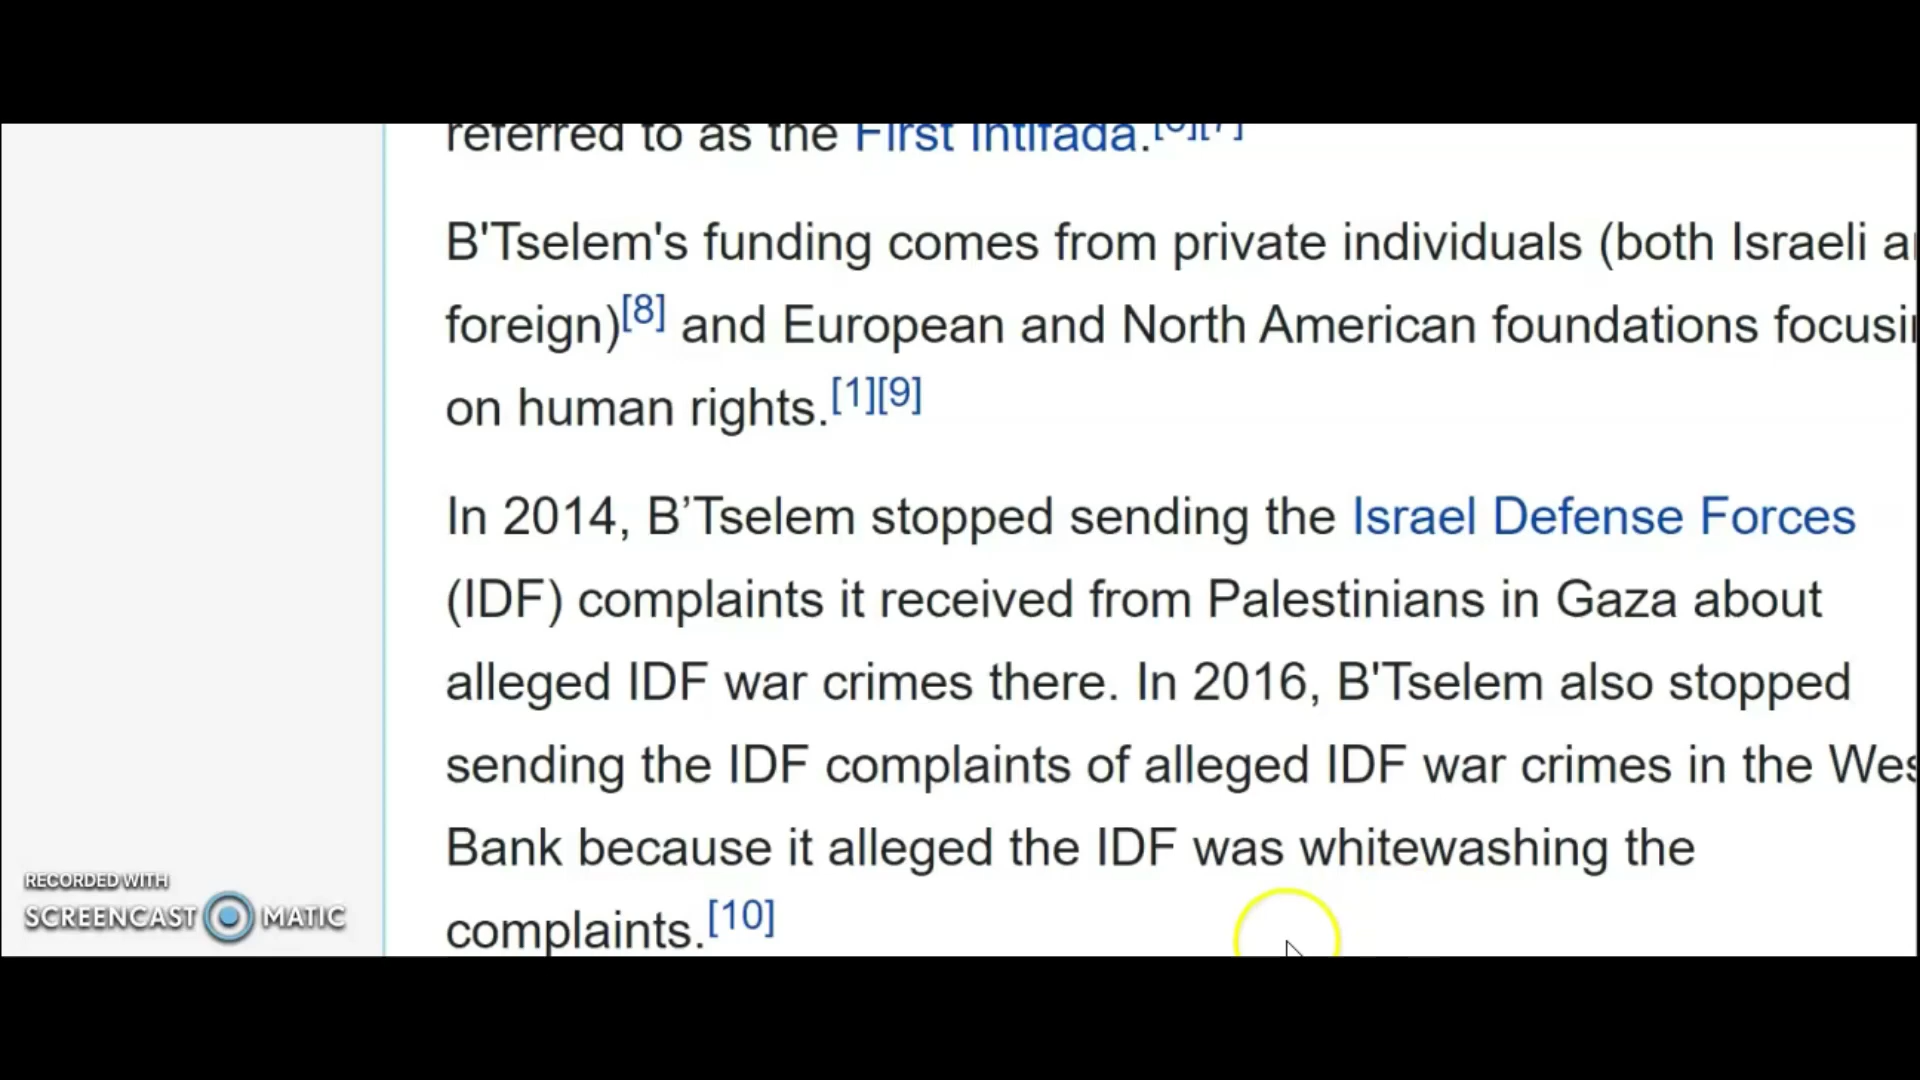 referred to as the First Intifada.[6][7]
B'Tselem's funding comes from private individuals (both Israeli
foreign)[8] and European and North American foundations
on human rights.[1][9]
In 2014, B’Tselem stopped sending the Israel Defense Forces
(IDF) complaints it received from Palestinians in Gaza about
alleged IDF war crimes there. In 2016, B'Tselem also stopped
sending the IDF complaints of alleged IDF war crimes in the
Bank because it alleged the IDF was whitewashing the
complaints.[10]
RECORDED WITH
SCREENCAST MATIC